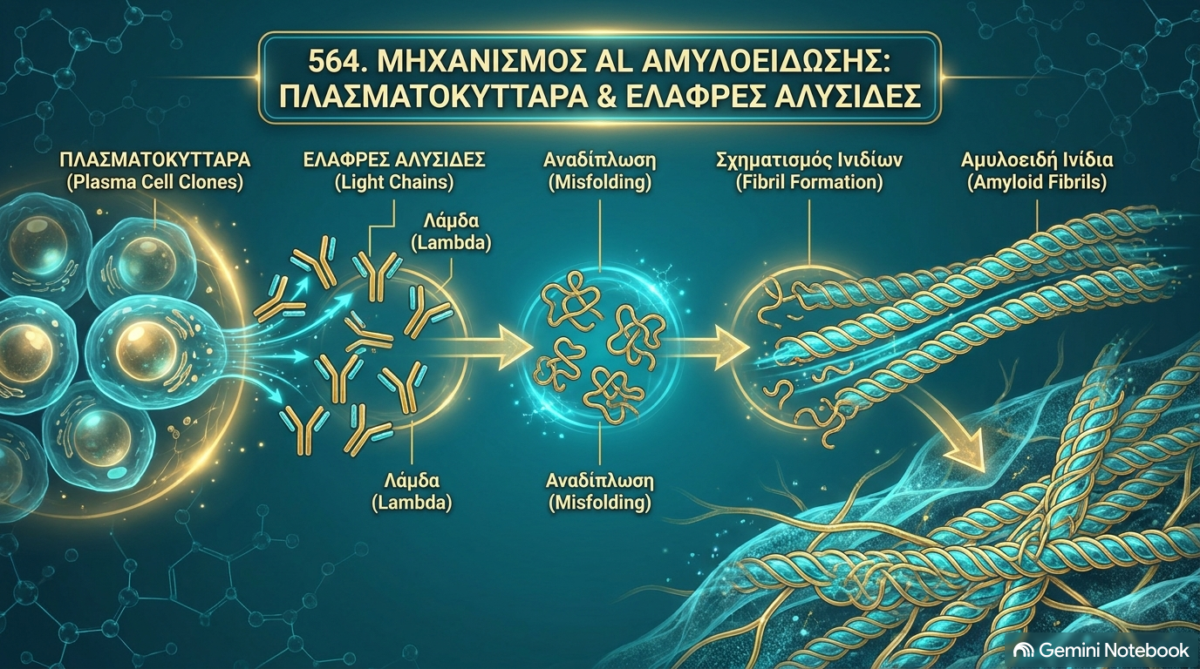 564. ΜΗΧΑΝΙΣΜΟΣ AL ΑΜΥΛΟΕΙΔΩΣΗΣ:
ΠΛΑΣΜΑΤΟΚΥΤΤΑΡΑ & ΕΛΑΦΡΕΣ ΑΛΥΣΙΔΕΣ
ΠΛΑΣΜΑΤΟΚΥΤΤΑΡΑ
(Plasma Cell Clones)
ΕΛΑΦΡΕΣ ΑΛΥΣΙΔΕΣ
(Light Chains)
Λάμδα
(Lambda)
Αναδίπλωση
(Misfolding)
Σχηματισμός Ινιδίων
(Fibril Formation)
Αμυλοειδή Ινίδια
(Amyloid Fibrils)
Λάμδα
(Lambda)
Αναδίπλωση
(Misfolding)
Gemini Notebook